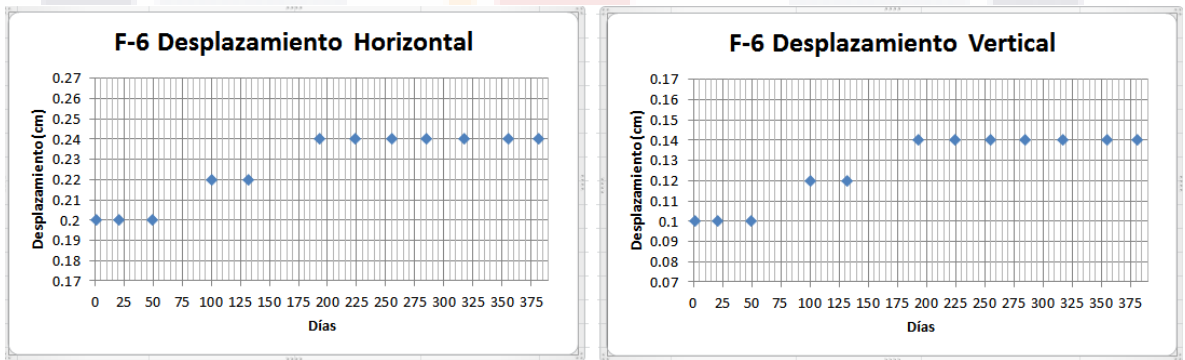 F-6 Desplazamiento Horizontal
Desplazamiento (cm)
0.27
0.26
0.25
0.24
0.23
0.22
0.21
0.2
0.19
0.18
0.17
0 25 50 75 100 125 150 175 200 225 250 275 300 325 350 375
Días
F-6 Desplazamiento Vertical
Desplazamiento (cm)
0.17
0.16
0.15
0.14
0.13
0.12
0.11
0.1
0.09
0.08
0.07
0 25 50 75 100 125 150 175 200 225 250 275 300 325 350 375
Días